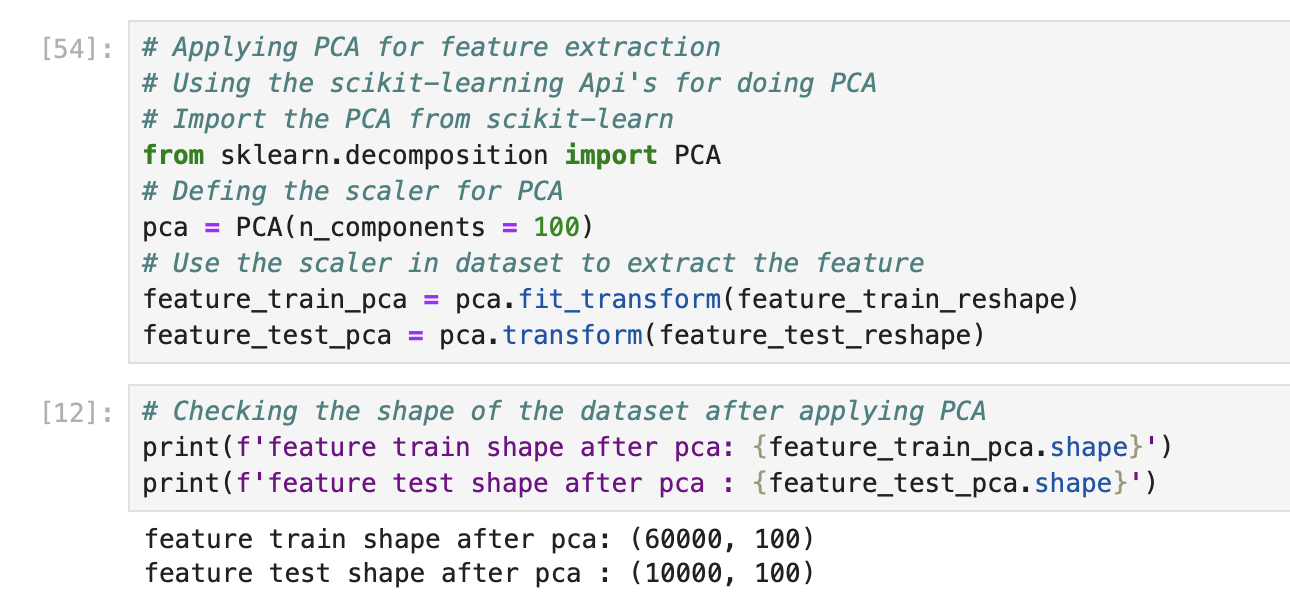 [54]:
# Applying PCA for feature extraction
# Using the scikit-learning Api's for doing PCA
# Import the PCA from scikit-learn
from sklearn.decomposition import PCA
# Defing the scaler for PCA
pca = PCA(n_components = 100)
# Use the scaler in dataset to extract the feature
feature_train_pca = pca.fit_transform(feature_train_reshape)
feature_test_pca = pca.transform(feature_test_reshape)
[12]:
# Checking the shape of the dataset after applying PCA
print(f'feature train shape after pca: {feature_train_pca.shape}')
print(f'feature test shape after pca : {feature_test_pca.shape}')
feature train shape after pca: (60000, 100)
feature test shape after pca : (10000, 100)